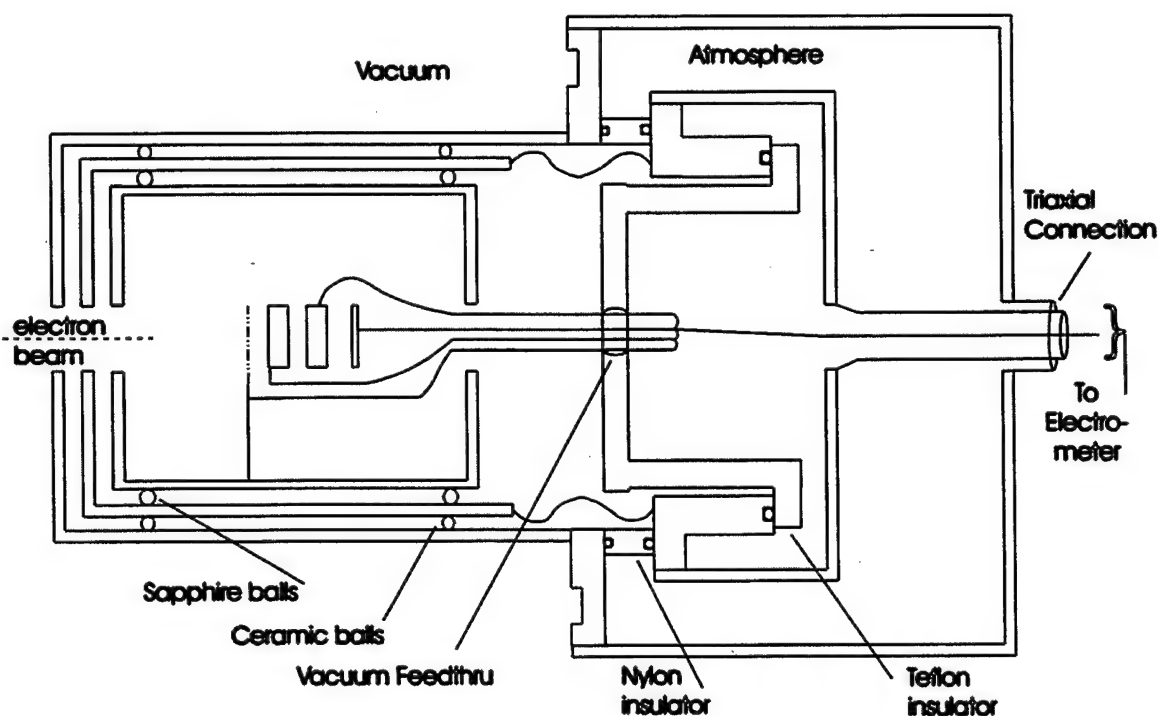 Vacuum
Atmosphere
Triaxial
Connection
electron
beam
To
Electro-
meter
Sapphire balls
Ceramic balls
Vacuum Feedthru
Nylon
insulator
Teflon
insulator